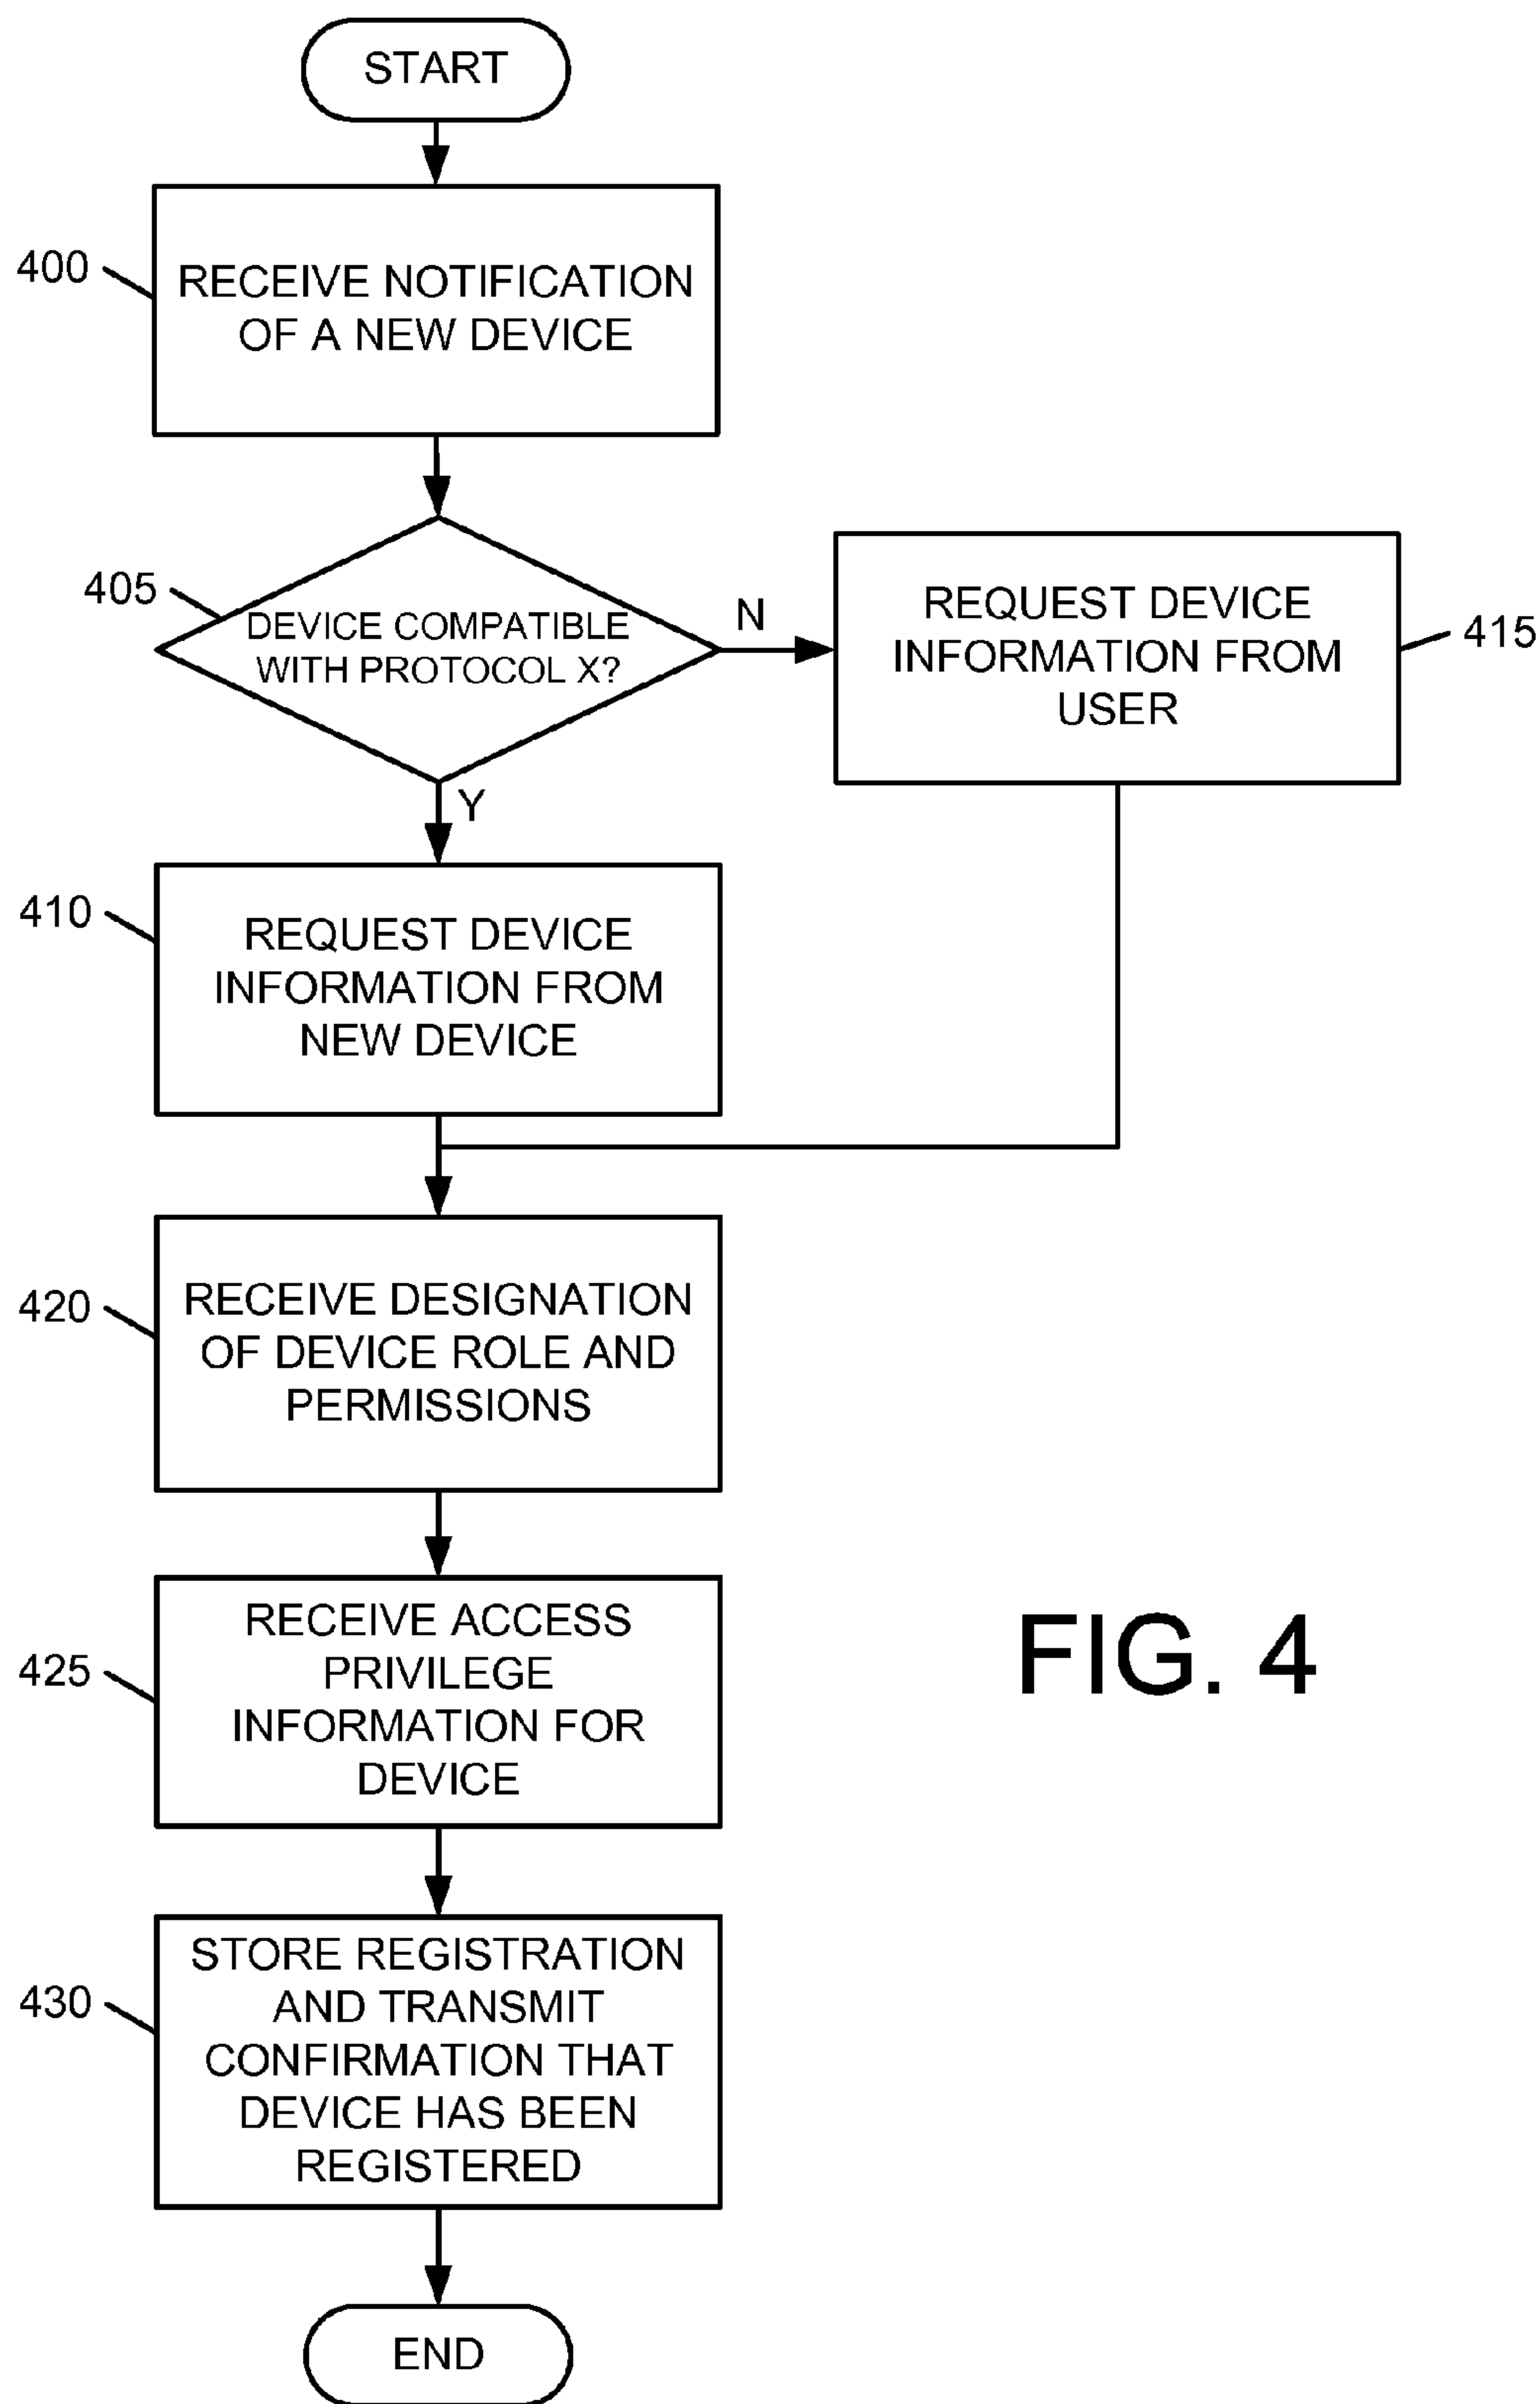 START
400
RECEIVE NOTIFICATION
OF A NEW DEVICE
405
DEVICE COMPATIBLE
WITH PROTOCOL X?
N
REQUEST DEVICE
INFORMATION FROM
USER
415
Y
410
REQUEST DEVICE
INFORMATION FROM
NEW DEVICE
420
RECEIVE DESIGNATION
OF DEVICE ROLE AND
PERMISSIONS
425
RECEIVE ACCESS
PRIVILEGE
INFORMATION FOR
DEVICE
FIG. 4
430
STORE REGISTRATION
AND TRANSMIT
CONFIRMATION THAT
DEVICE HAS BEEN
REGISTERED
END